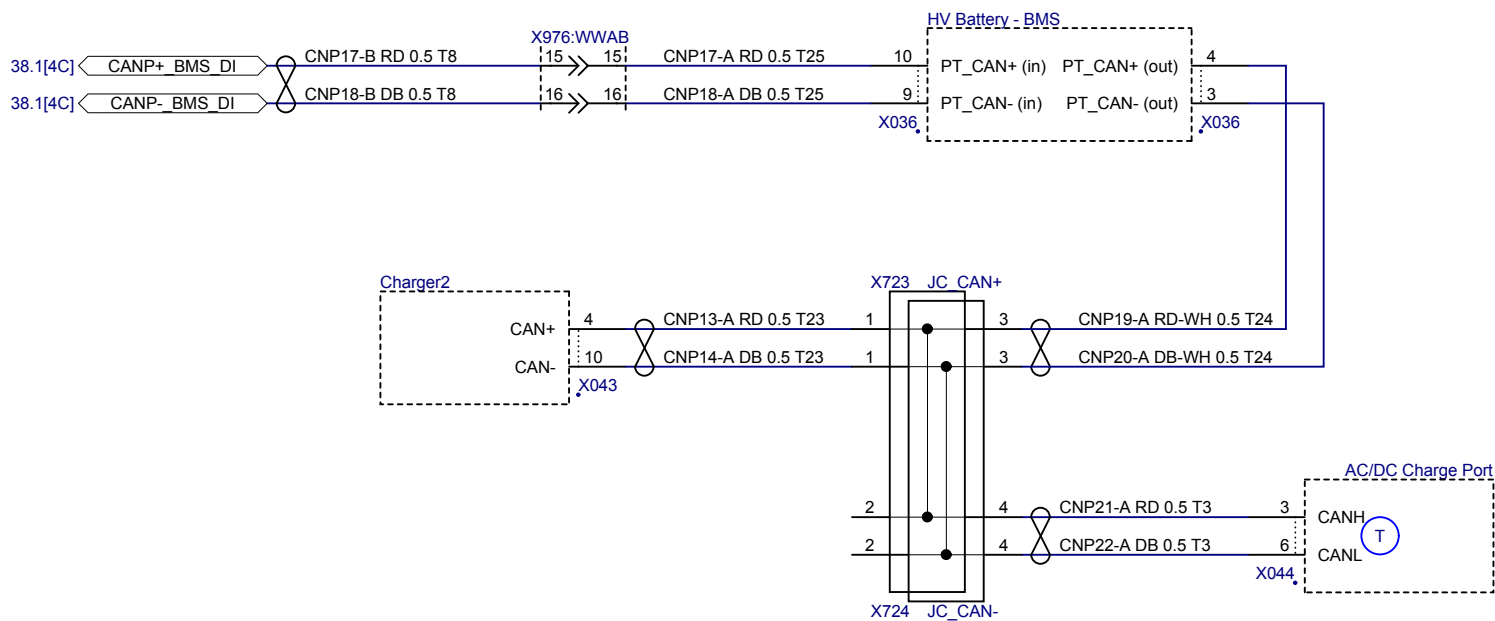 HV Battery - BMS
X976:WWAB
38.1[4C] CANP+_BMS_DI CNP17-B RD 0.5 T8 15 15 CNP17-A RD 0.5 T25 10 PT_CAN+ (in) PT_CAN+ (out) 4
38.1[4C] CANP-_BMS_DI CNP18-B DB 0.5 T8 16 16 CNP18-A DB 0.5 T25 9 PT_CAN- (in) PT_CAN- (out) 3
X036 X036
Charger2 X723 JC_CAN+
CAN+ 4 CNP13-A RD 0.5 T23 1 3 CNP19-A RD-WH 0.5 T24
CAN- 10 CNP14-A DB 0.5 T23 1 3 CNP20-A DB-WH 0.5 T24
X043
AC/DC Charge Port
2 4 CNP21-A RD 0.5 T3 3 CANH
T
2 4 CNP22-A DB 0.5 T3 6 CANL
X044
X724 JC_CAN-